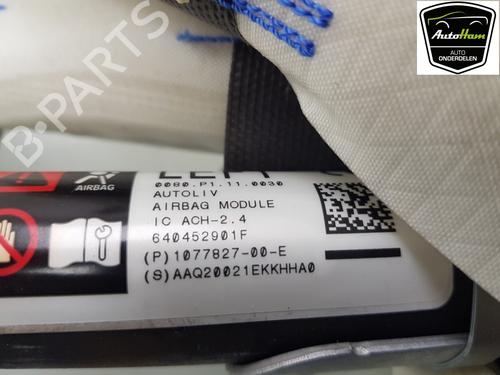 AutoHam
AUTO
ONDERDELEN
B-PARTS
LEFT
AIRBAG
0080.P1.11.0030
AUTOLIV
AIRBAG MODULE
IC ACH-2.4
640452901F
(P)1077827-00-E
(S)AAQ20021EKKHHA0